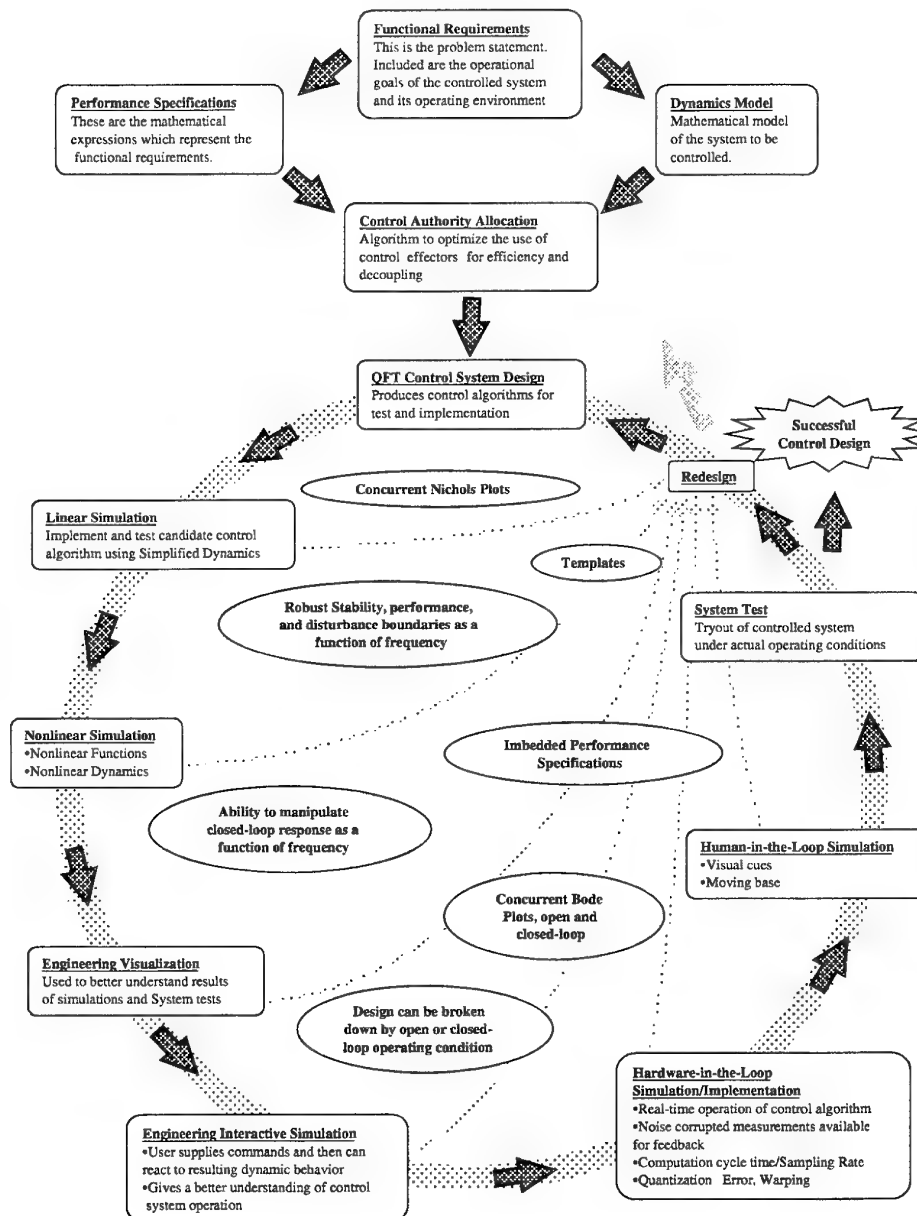 Functional Requirements
This is the problem statement.
Included are the operational
goals of the controlled system
and its operating environment
Performance Specifications
These are the mathematical
expressions which represent the
functional requirements.
Dynamics Model
Mathematical model
of the system to be
controlled.
Control Authority Allocation
Algorithm to optimize the use of
control effectors for efficiency and
decoupling
QFT Control System Design
Produces control algorithms for
test and implementation
Successful
Control Design
Redesign
Concurrent Nichols Plots
Linear Simulation
Implement and test candidate control
algorithm using Simplified Dynamics
Templates
Robust Stability, performance,
and disturbance boundaries as a
function of frequency
System Test
Tryout of controlled system
under actual operating conditions
Nonlinear Simulation
•Nonlinear Functions
•Nonlinear Dynamics
Imbedded Performance
Specifications
Ability to manipulate
closed-loop response as a
function of frequency
Human-in-the-Loop Simulation
•Visual cues
•Moving base
Concurrent Bode
Plots, open and
closed-loop
Engineering Visualization
Used to better understand results
of simulations and System tests
Design can be broken
down by open or closed-
loop operating condition
Hardware-in-the-Loop
Simulation/Implementation
•Real-time operation of control algorithm
•Noise corrupted measurements available
for feedback
•Computation cycle time/Sampling Rate
•Quantization Error, Warping
Engineering Interactive Simulation
•User supplies commands and then can
react to resulting dynamic behavior
•Gives a better understanding of control
system operation